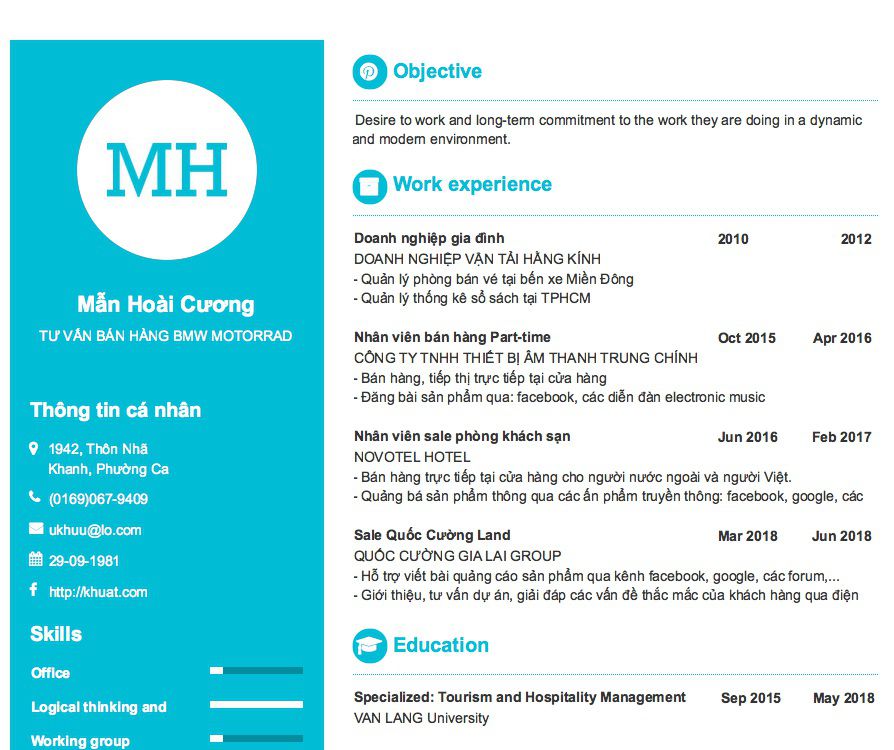 MH
Mẫn Hoài Cương
TƯ VẤN BÁN HÀNG BMW MOTORRAD
Thông tin cá nhân
1942, Thôn Nhã
Khanh, Phường Ca
(0169)067-9409
ukhuu@lo.com
29-09-1981
http://khuat.com
Skills
Office
Logical thinking and
Working group
Objective
Desire to work and long-term commitment to the work they are doing in a dynamic
and modern environment.
Work experience
Doanh nghiệp gia đình 2010 2012
DOANH NGHIỆP VẬN TẢI HẰNG KÍNH
- Quản lý phòng bán vé tại bến xe Miền Đông
- Quản lý thống kê sổ sách tại TPHCM
Nhân viên bán hàng Part-time Oct 2015 Apr 2016
CÔNG TY TNHH THIẾT BỊ ÂM THANH TRUNG CHÍNH
- Bán hàng, tiếp thị trực tiếp tại cửa hàng
- Đăng bài sản phẩm qua: facebook, các diễn đàn electronic music
Nhân viên sale phòng khách sạn Jun 2016 Feb 2017
NOVOTEL HOTEL
- Bán hàng trực tiếp tại cửa hàng cho người nước ngoài và người Việt.
- Quảng bá sản phẩm thông qua các ấn phẩm truyền thông: facebook, google, các
Sale Quốc Cường Land Mar 2018 Jun 2018
QUỐC CƯỜNG GIA LAI GROUP
- Hỗ trợ viết bài quảng cáo sản phẩm qua kênh facebook, google, các forum,...
- Giới thiệu, tư vấn dự án, giải đáp các vấn đề thắc mắc của khách hàng qua điện
Education
Specialized: Tourism and Hospitality Management Sep 2015 May 2018
VAN LANG University